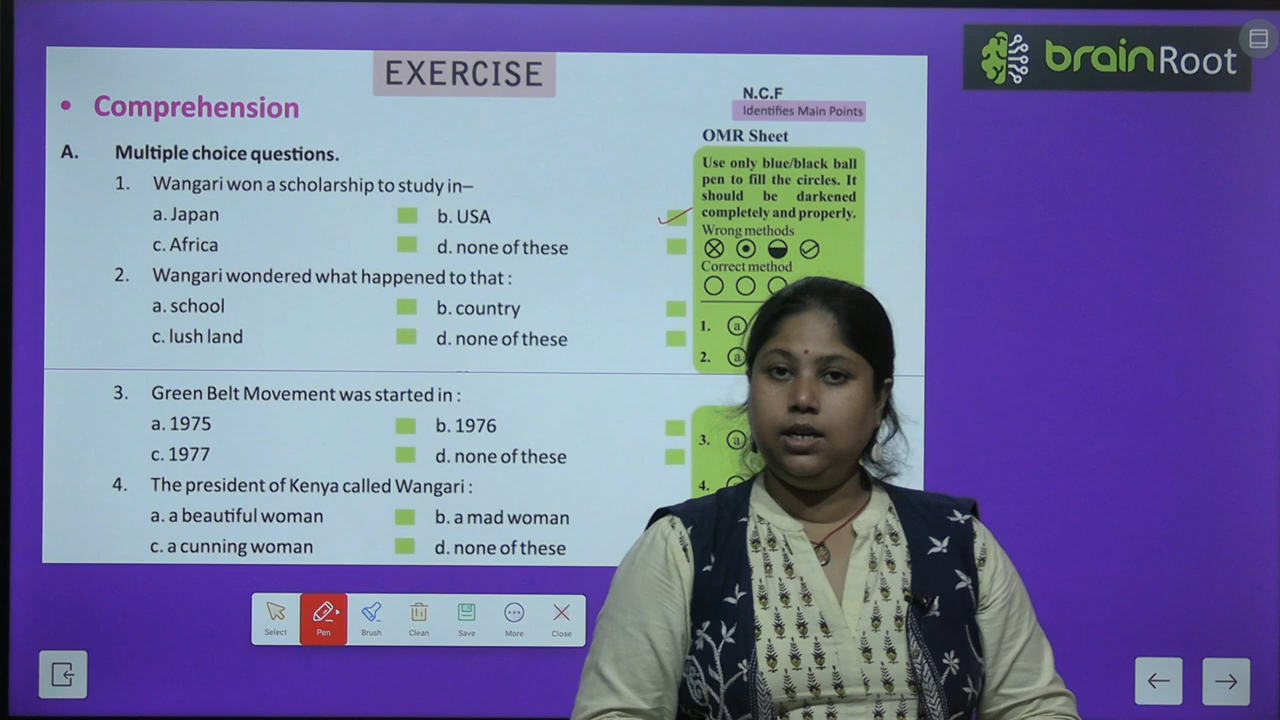 EXERCISE
brainRoot
• Comprehension
N.C.F
Identifies Main Points
OMR Sheet
A. Multiple choice questions.
Use only blue/black ball
pen to fill the circles. It
should be darkened
completely and properly.
Wrong methods
Correct method
1. a
2. a
3. a
4.
1. Wangari won a scholarship to study in–
a. Japan b. USA
c. Africa d. none of these
2. Wangari wondered what happened to that :
a. school b. country
c. lush land d. none of these
3. Green Belt Movement was started in :
a. 1975 b. 1976
c. 1977 d. none of these
4. The president of Kenya called Wangari :
a. a beautiful woman b. a mad woman
c. a cunning woman d. none of these
Select Pen Brush Clean Save More Close